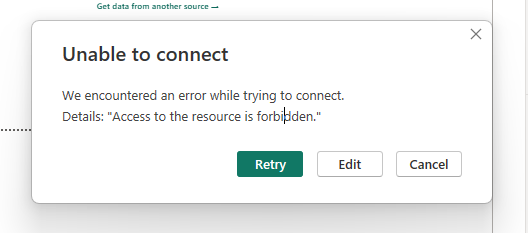 Get data from another source →
Unable to connect
We encountered an error while trying to connect.
Details: "Access to the resource is forbidden."
Retry
Edit
Cancel